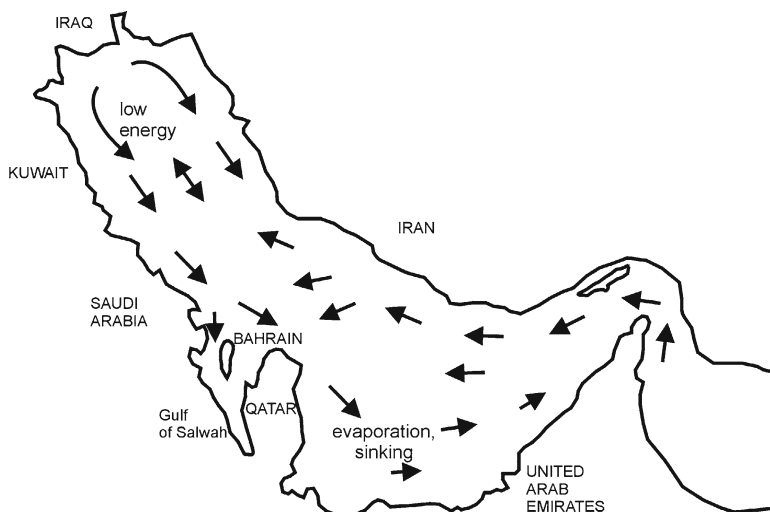 IRAQ
low
energy
KUWAIT
IRAN
SAUDI
ARABIA
BAHRAIN
Gulf
of Salwah
QATAR
evaporation,
sinking
UNITED
ARAB
EMIRATES